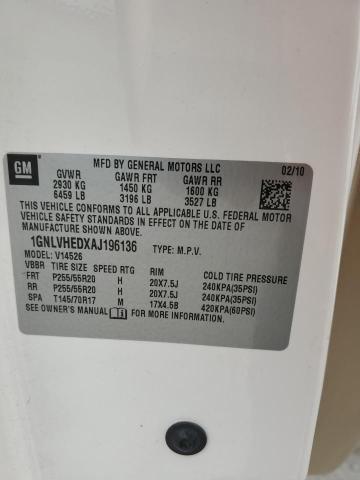 GM
MFD BY GENERAL MOTORS LLC 02/10
GVWR GAWR FRT GAWR RR
2930 KG 1450 KG 1600 KG
6459 LB 3196 LB 3527 LB
THIS VEHICLE CONFORMS TO ALL APPLICABLE U.S. FEDERAL MOTOR
VEHICLE SAFETY STANDARDS IN EFFECT ON THE DATE OF
MANUFACTURE SHOWN ABOVE.
1GNLVHEDXAJ196136 TYPE: M.P.V.
MODEL: V14526
VBBR TIRE SIZE SPEED RTG RIM COLD TIRE PRESSURE
FRT P255/55R20 H 20X7.5J 240KPA(35PSI)
RR P255/55R20 H 20X7.5J 240KPA(35PSI)
SPA T145/70R17 M 17X4.5B 420KPA(60PSI)
SEE OWNER'S MANUAL FOR MORE INFORMATION.